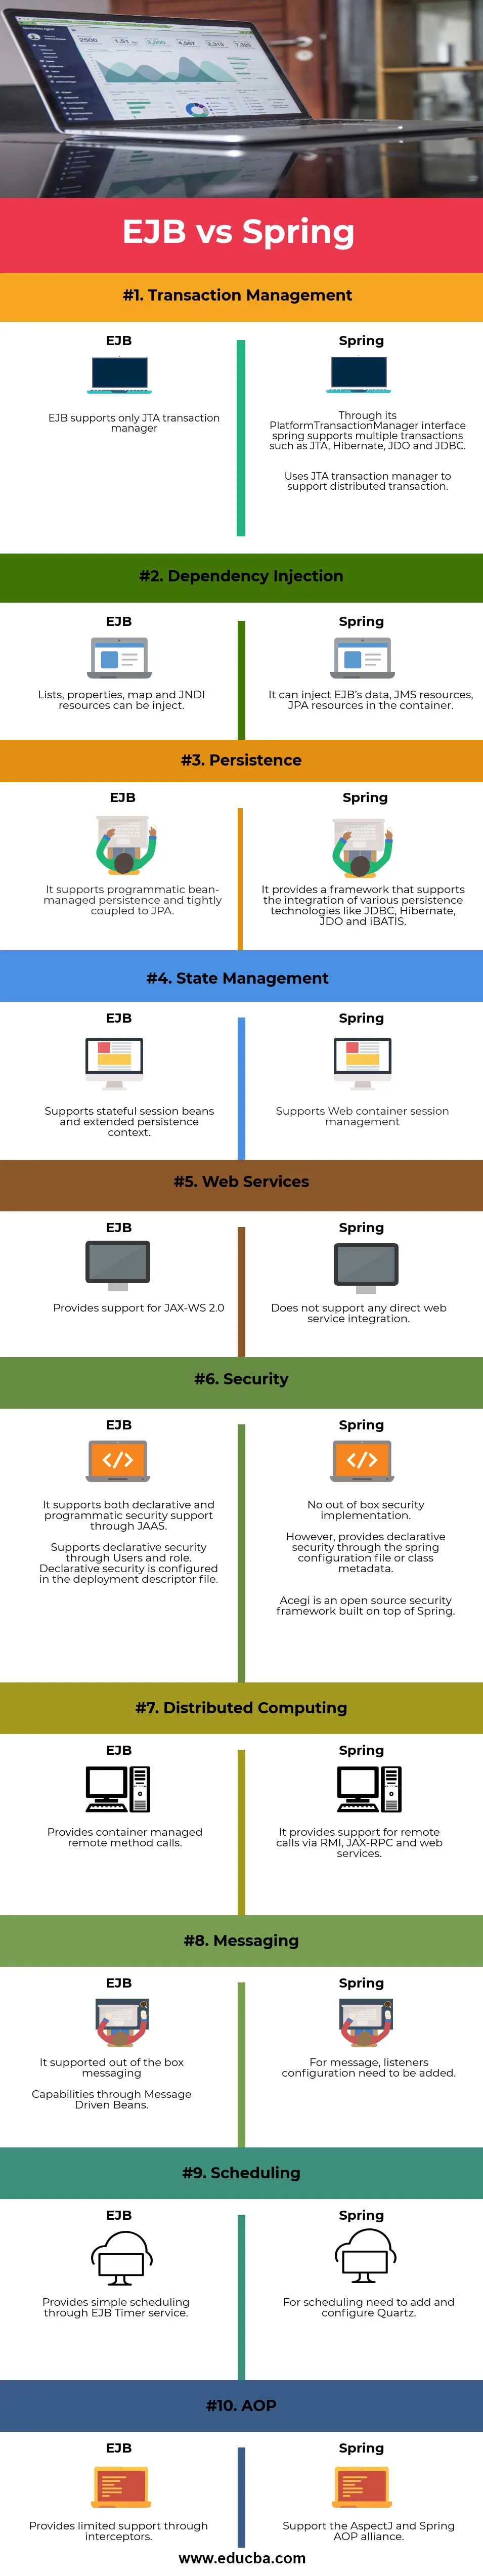 2500 1,51 3,500 4,087 2,315 7,325
EJB vs Spring
#1. Transaction Management
EJB
EJB supports only JTA transaction
manager
Spring
Through its
PlatformTransactionManager interface
spring supports multiple transactions
such as JTA, Hibernate, JDO and JDBC.
Uses JTA transaction manager to
support distributed transaction.
#2. Dependency Injection
EJB
Lists, properties, map and JNDI
resources can be inject.
Spring
It can inject EJB's data, JMS resources,
JPA resources in the container.
#3. Persistence
EJB
It supports programmatic bean-
managed persistence and tightly
coupled to JPA.
Spring
It provides a framework that supports
the integration of various persistence
technologies like JDBC, Hibernate,
JDO and iBATIS.
#4. State Management
EJB
Supports stateful session beans
and extended persistence
context.
Spring
Supports Web container session
management
#5. Web Services
EJB
Provides support for JAX-WS 2.0
Spring
Does not support any direct web
service integration.
#6. Security
EJB
</>
It supports both declarative and
programmatic security support
through JAAS.
Supports declarative security
through Users and role.
Declarative security is configured
in the deployment descriptor file.
Spring
</>
No out of box security
implementation.
However, provides declarative
security through the spring
configuration file or class
metadata.
Acegi is an open source security
framework built on top of Spring.
#7. Distributed Computing
EJB
Provides container managed
remote method calls.
Spring
It provides support for remote
calls via RMI, JAX-RPC and web
services.
#8. Messaging
EJB
It supported out of the box
messaging
Capabilities through Message
Driven Beans.
Spring
For message, listeners
configuration need to be added.
#9. Scheduling
EJB
Provides simple scheduling
through EJB Timer service.
Spring
For scheduling need to add and
configure Quartz.
#10. AOP
EJB
Provides limited support through
interceptors.
Spring
Support the AspectJ and Spring
AOP alliance.
www.educba.com